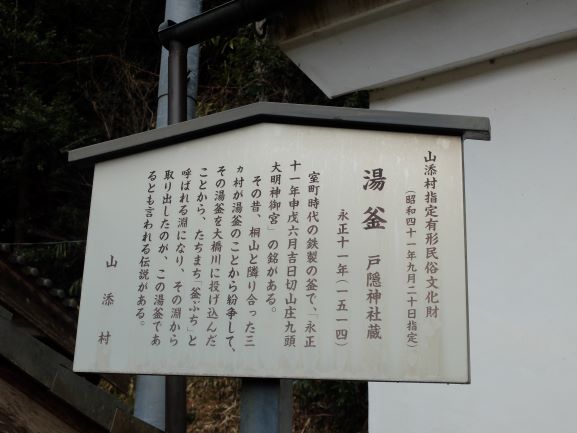 山添村指定有形民俗文化財
(昭和四十一年九月二十日指定)
湯釜 戸隠神社蔵
永正十一年(一五一四)
室町時代の鉄製の釜で、「永正
十一年申戌六月吉日切山庄九頭
大明神御宮」の銘がある。
その昔、桐山と隣り合った三
ヵ村が湯釜のことから紛争して、
その湯釜を大橋川に投げ込んだ
ことから、たちまち「釜ぶち」と
呼ばれる淵になり、その淵から
取り出したのが、この湯釜であ
るとも言われる伝説がある。
山添村